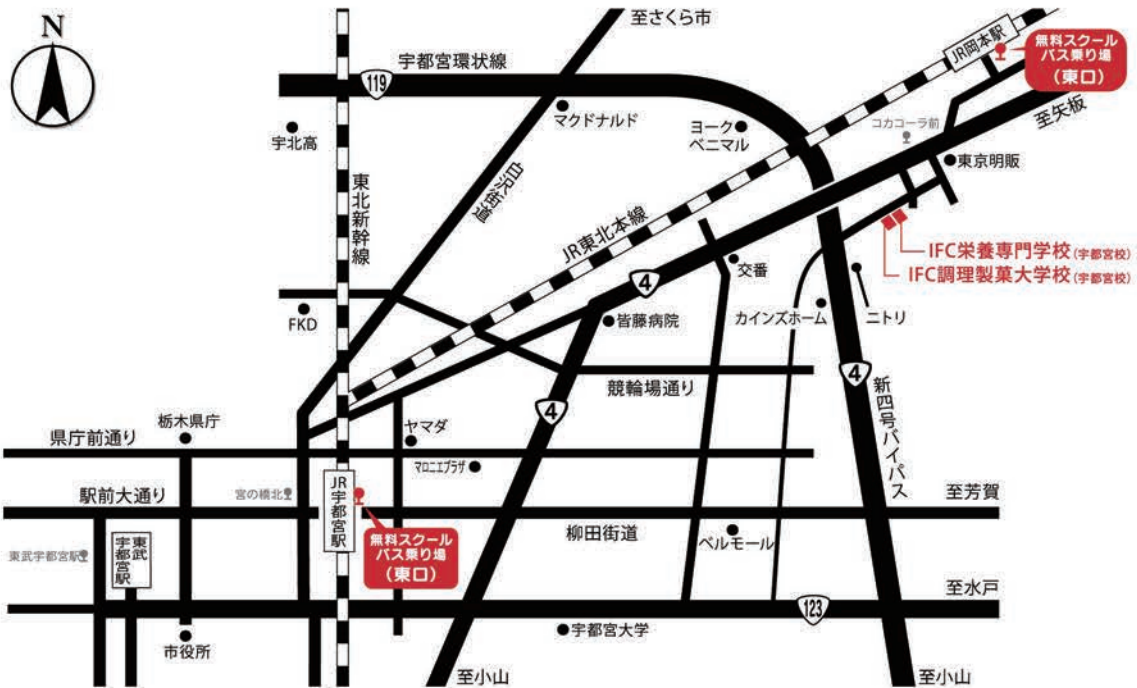 N
至さくら市
JR岡本駅
無料スクール
バス乗り場
(東口)
宇都宮環状線
119
マクドナルド
ヨーク
ベニマル
コカコーラ前
至矢板
宇北高
東北新幹線
白沢街道
東京明販
JR東北本線
IFC栄養専門学校(宇都宮校)
IFC調理製菓大学校(宇都宮校)
交番
4
FKD
皆藤病院
カインズホーム
ニトリ
競輪場通り
4
4
新四号バイパス
栃木県庁
県庁前通り
ヤマダ
マロニエプラザ
駅前大通り
宮の橋北
JR宇都宮駅
至芳賀
無料スクール
バス乗り場
(東口)
柳田街道
ベルモール
東武宇都宮駅
東武
宇都宮駅
至水戸
123
市役所
宇都宮大学
至小山
至小山